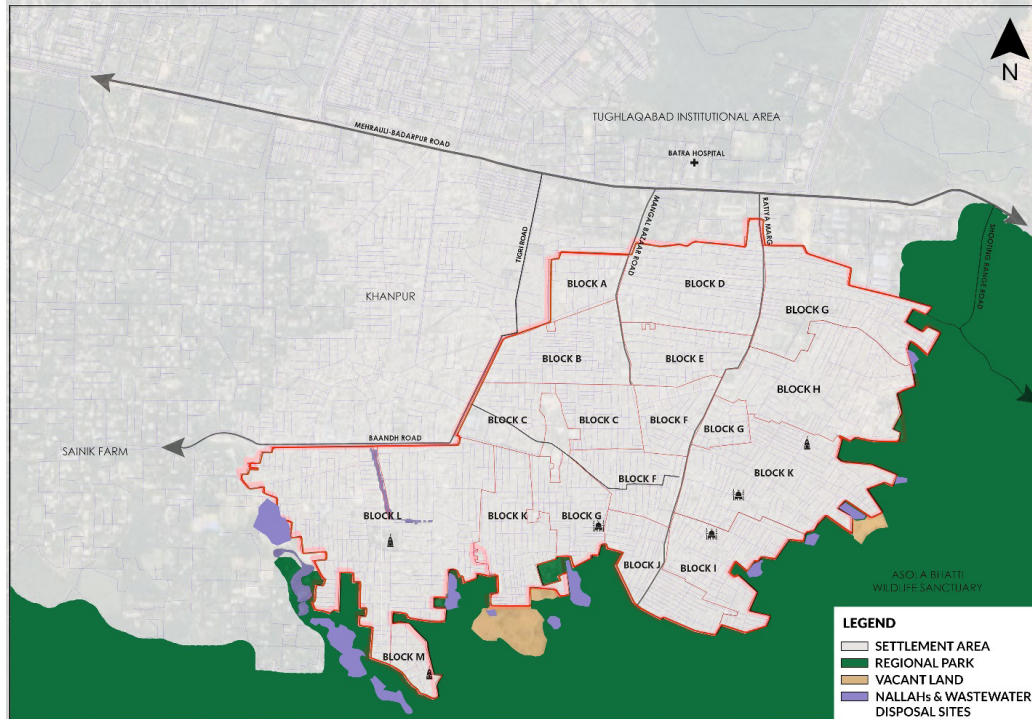 N
TUGHLAQABAD INSTITUTIONAL AREA
MEHRAULI-BADARPUR ROAD
BATRA HOSPITAL
TIGRI ROAD
MANGAL BAZAAR ROAD
RATIYA MARG
SHOOTING RANGE ROAD
BLOCK A
BLOCK D
KHANPUR
BLOCK G
BLOCK B
BLOCK E
BLOCK H
BLOCK C
BLOCK C
BLOCK F
BLOCK G
BAANDH ROAD
SAINIK FARM
BLOCK K
BLOCK F
BLOCK L
BLOCK K
BLOCK G
BLOCK J
BLOCK I
ASOLA BHATTI
WILDLIFE SANCTUARY
BLOCK M
LEGEND
SETTLEMENT AREA
REGIONAL PARK
VACANT LAND
NALLAHs & WASTEWATER
DISPOSAL SITES